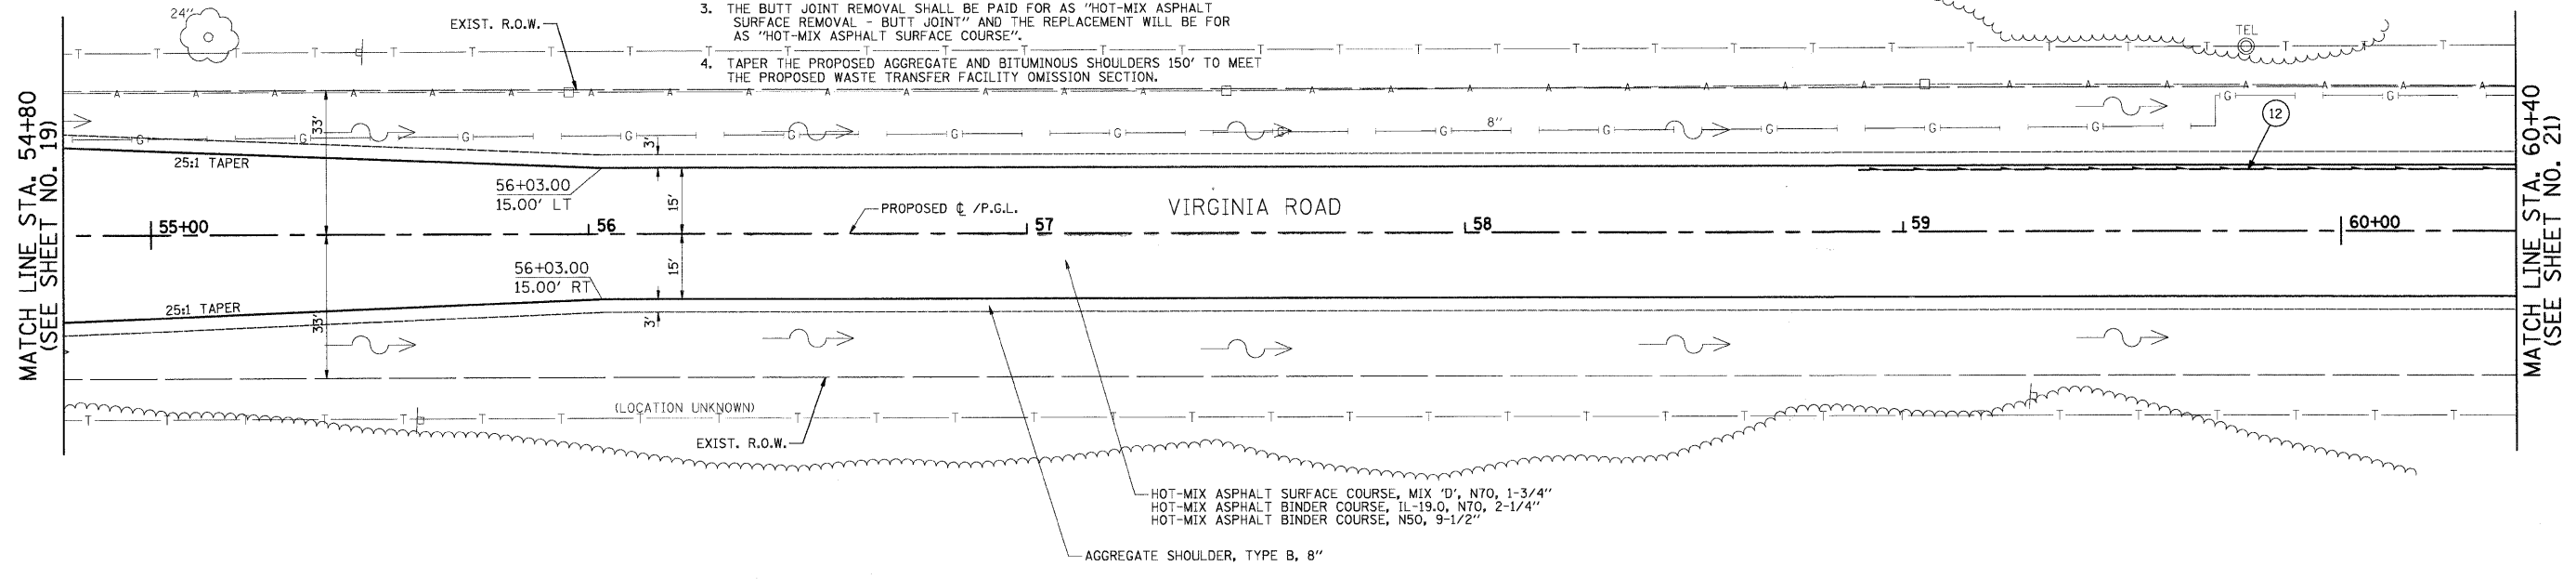 3. THE BUTT JOINT REMOVAL SHALL BE PAID FOR AS "HOT-MIX ASPHALT
SURFACE REMOVAL - BUTT JOINT" AND THE REPLACEMENT WILL BE FOR
AS "HOT-MIX ASPHALT SURFACE COURSE".
4. TAPER THE PROPOSED AGGREGATE AND BITUMINOUS SHOULDERS 150' TO MEET
THE PROPOSED WASTE TRANSFER FACILITY OMISSION SECTION.
24"
EXIST. R.O.W.
TEL
T T T T T T T T T T T T T T T T T T T T T T T T T T T T T T
A A A A A A A A A A A A A A A A A A A A A A A A A A A A A A A
G G G G G G G G G G G G G G G
8"
12
MATCH LINE STA. 54+80
(SEE SHEET NO. 19)
33'
3'
25:1 TAPER
56+03.00
15.00' LT
15'
PROPOSED ℄ /P.G.L.
VIRGINIA ROAD
55+00
56
57
58
59
60+00
56+03.00
15.00' RT
15'
25:1 TAPER
33'
3'
MATCH LINE STA. 60+40
(SEE SHEET NO. 21)
(LOCATION UNKNOWN)
T T T T T T T T T T T T T T T T T T T T T T T T T T T T T T T
EXIST. R.O.W.
HOT-MIX ASPHALT SURFACE COURSE, MIX 'D', N70, 1-3/4"
HOT-MIX ASPHALT BINDER COURSE, IL-19.0, N70, 2-1/4"
HOT-MIX ASPHALT BINDER COURSE, N50, 9-1/2"
AGGREGATE SHOULDER, TYPE B, 8"